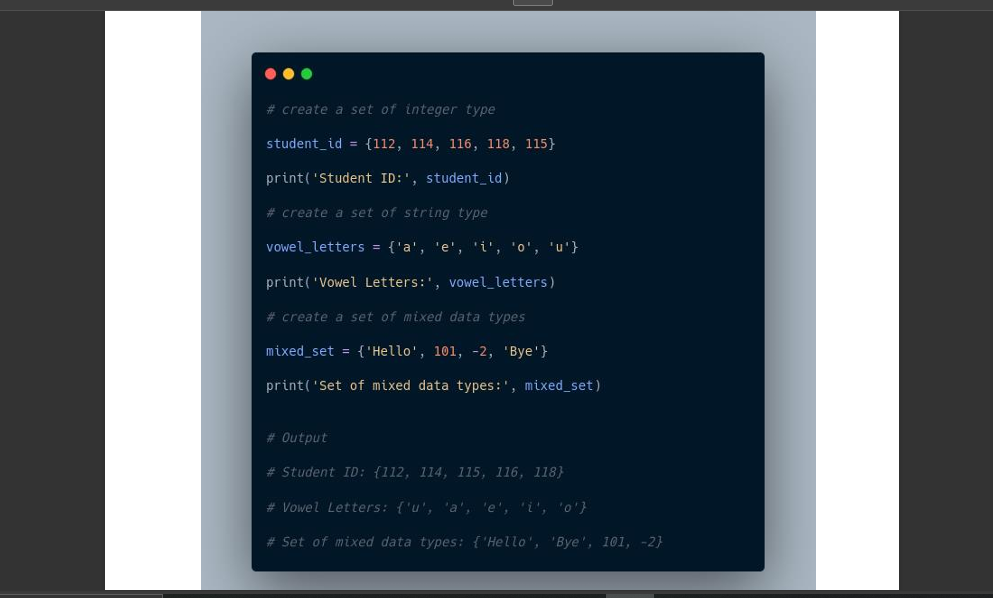 # create a set of integer type
student_id = {112, 114, 116, 118, 115}
print('Student ID:', student_id)
# create a set of string type
vowel_letters = {'a', 'e', 'i', 'o', 'u'}
print('Vowel Letters:', vowel_letters)
# create a set of mixed data types
mixed_set = {'Hello', 101, -2, 'Bye'}
print('Set of mixed data types:', mixed_set)
# Output
# Student ID: {112, 114, 115, 116, 118}
# Vowel Letters: {'u', 'a', 'e', 'i', 'o'}
# Set of mixed data types: {'Hello', 'Bye', 101, -2}